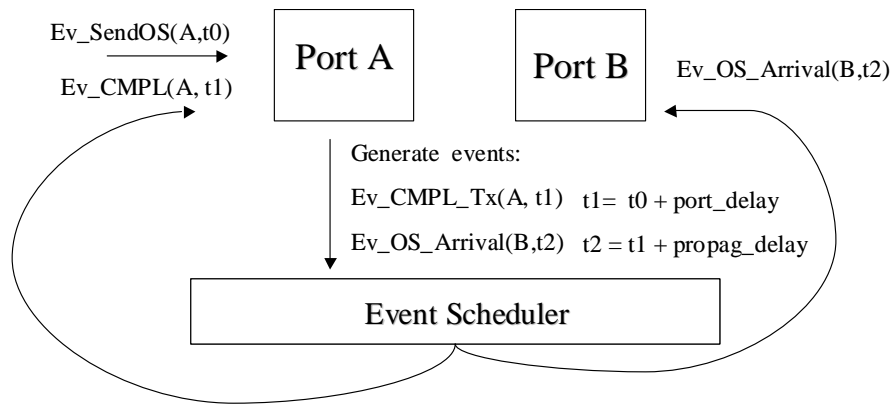 Ev_SendOS(A,t0)
Ev_CMPL(A, t1)
Port A
Port B
Ev_OS_Arrival(B,t2)
Generate events:
Ev_CMPL_Tx(A, t1) t1= t0 + port_delay
Ev_OS_Arrival(B,t2) t2 = t1 + propag_delay
Event Scheduler